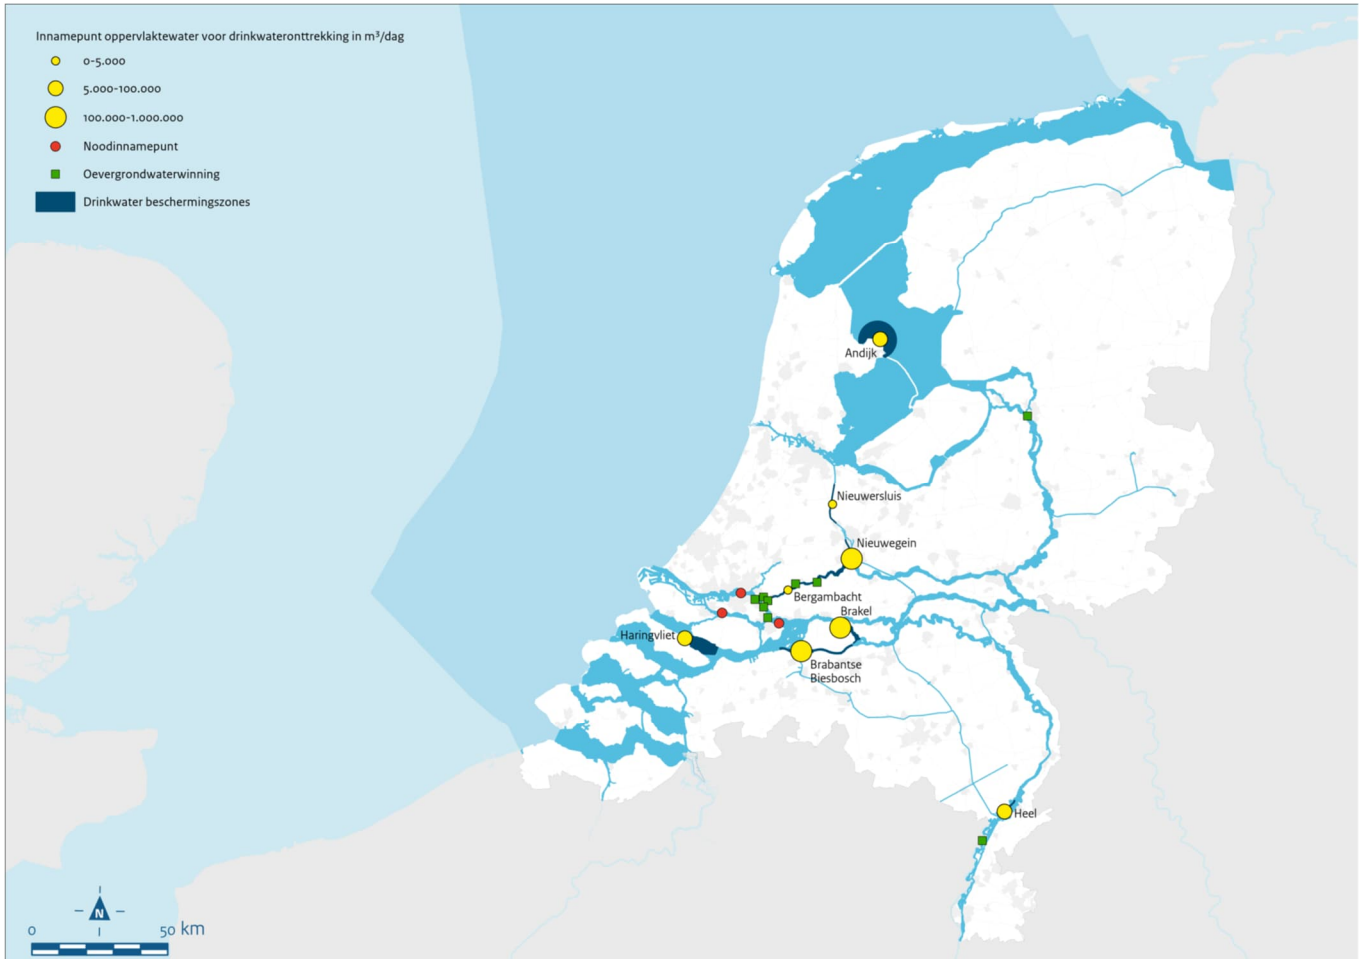 Innamepunt oppervlaktewater voor drinkwateronttrekking in m³/dag
0-5.000
5.000-100.000
100.000-1.000.000
Noodinnamepunt
Oevergrondwaterwinning
Drinkwater beschermingszones
Andijk
Nieuwersluis
Nieuwegein
Bergambacht
Brakel
Haringvliet
Brabantse
Biesbosch
Heel
N
0 50 km